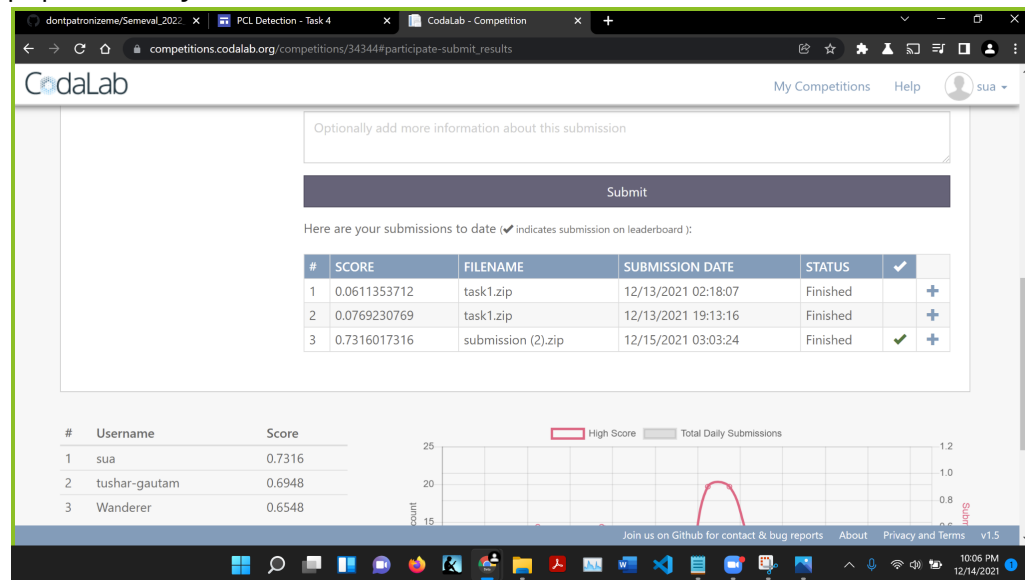 dontpatronizeme/Semeval_2022_
PCL Detection - Task 4
CodaLab - Competition
competitions.codalab.org/competitions/34344#participate-submit_results
CodaLab
My Competitions
Help
sua
Optionally add more information about this submission
Submit
Here are your submissions to date (✔ indicates submission on leaderboard ):
# SCORE FILENAME SUBMISSION DATE STATUS ✔
1 0.0611353712 task1.zip 12/13/2021 02:18:07 Finished +
2 0.0769230769 task1.zip 12/13/2021 19:13:16 Finished +
3 0.7316017316 submission (2).zip 12/15/2021 03:03:24 Finished ✔ +
# Username Score
1 sua 0.7316
2 tushar-gautam 0.6948
3 Wanderer 0.6548
High Score Total Daily Submissions
25 1.2
20 1.0
0.8
15
Join us on Github for contact & bug reports About Privacy and Terms v1.5
10:06 PM
12/14/2021